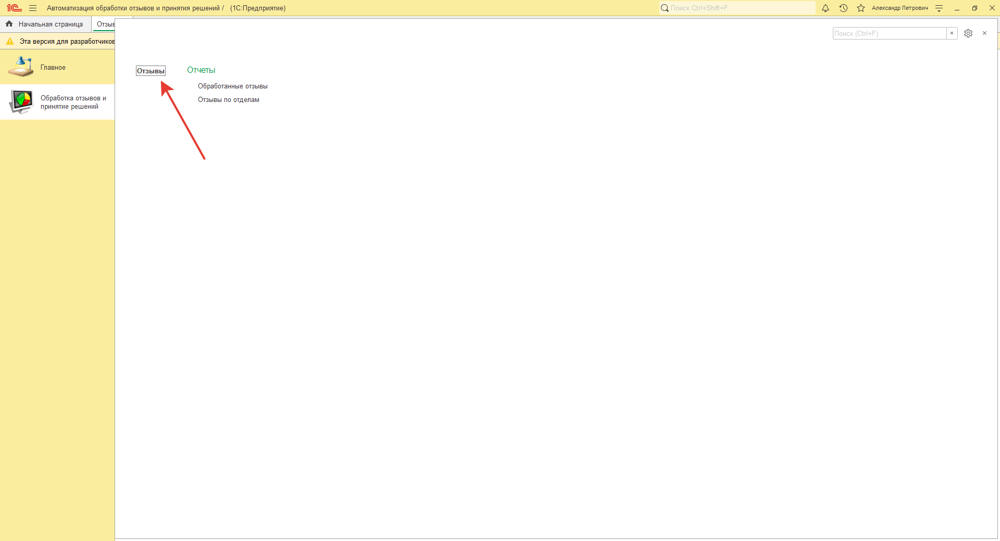 1С Автоматизация обработки отзывов и принятия решений / (1С:Предприятие) Поиск Ctrl+Shift+F Александр Петрович
Начальная страница Отзыв
Поиск (Ctrl+F)
Эта версия для разработчиков
Главное
Обработка отзывов и
принятие решений
Отзывы
Отчеты
Обработанные отзывы
Отзывы по отделам